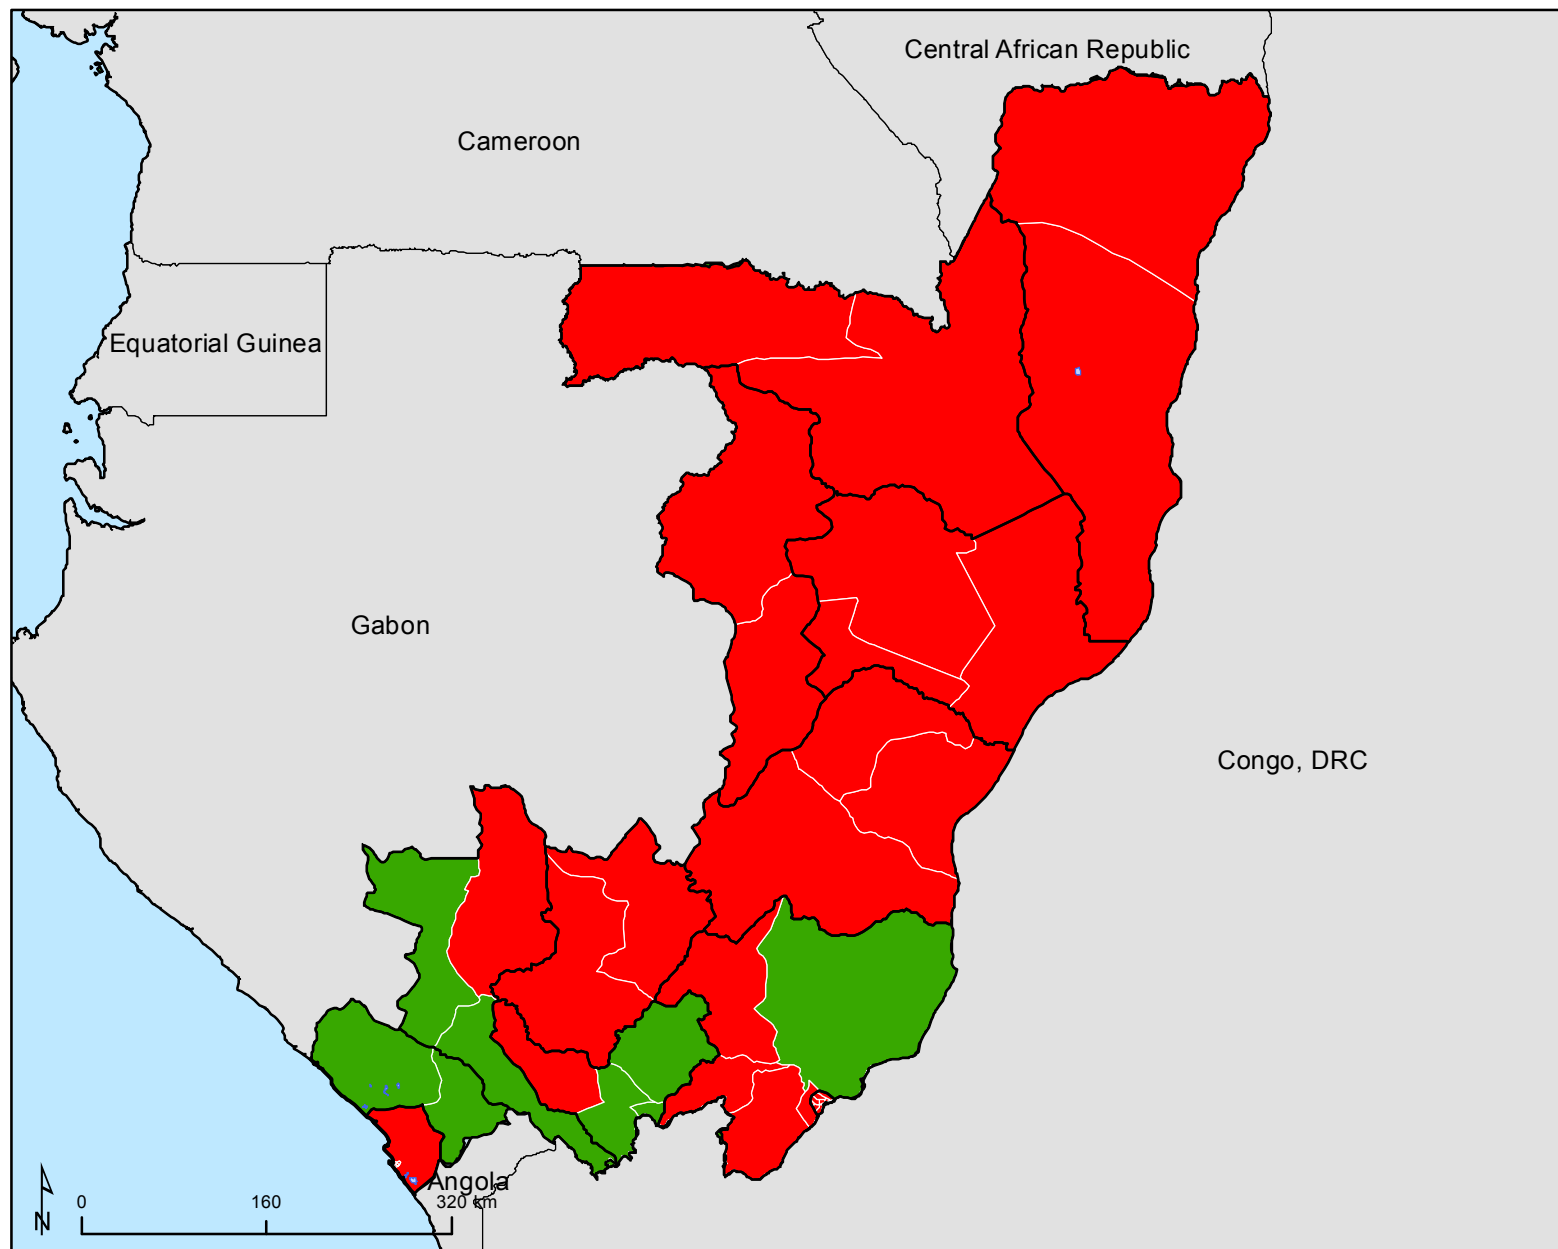 Central African Republic
Cameroon
Equatorial Guinea
Gabon
Congo, DRC
Angola
0 160 320 km
N